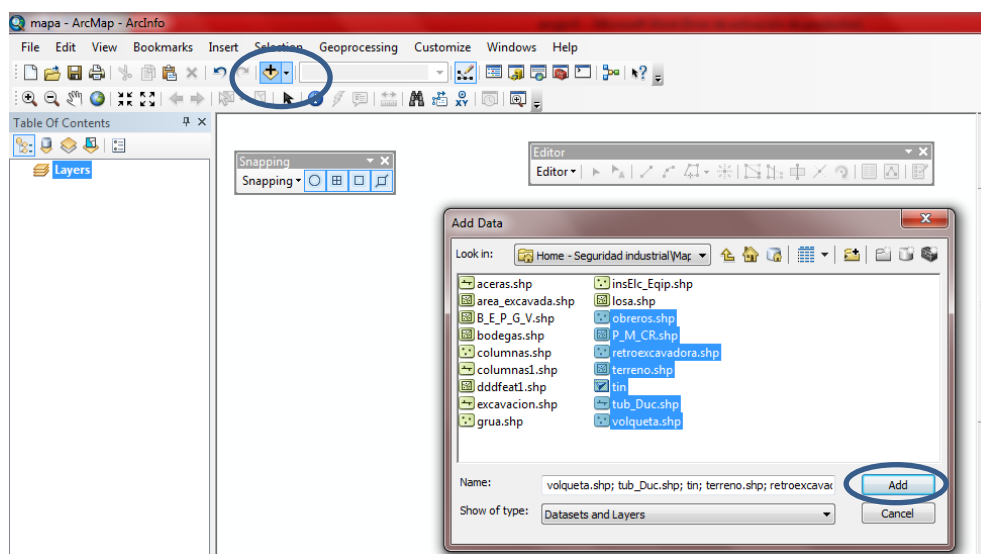 mapa - ArcMap - ArcInfo
File Edit View Bookmarks Insert Selection Geoprocessing Customize Windows Help
Table Of Contents
Layers
Snapping
Snapping
Editor
Editor
Add Data
Look in: Home - Seguridad industrial\Map
aceras.shp
area_excavada.shp
B_E_P_G_V.shp
bodegas.shp
columnas.shp
columnas1.shp
dddfeat1.shp
excavacion.shp
grua.shp
insElc_Eqip.shp
losa.shp
obreros.shp
P_M_CR.shp
retroexcavadora.shp
terreno.shp
tin
tub_Duc.shp
volqueta.shp
Name: volqueta.shp; tub_Duc.shp; tin; terreno.shp; retroexcavac
Add
Show of type: Datasets and Layers
Cancel